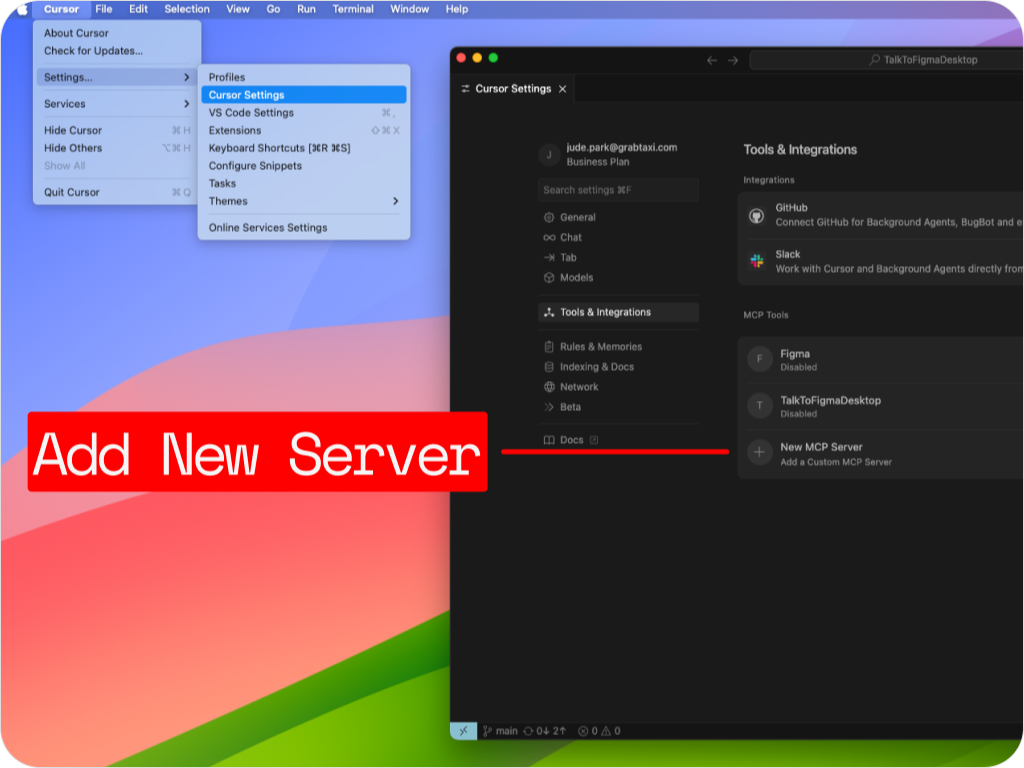 Cursor File Edit Selection View Go Run Terminal Window Help
About Cursor
Check for Updates...
Settings...
Services
Hide Cursor ⌘ H
Hide Others ⌥ ⌘ H
Show All
Quit Cursor ⌘ Q
Profiles
Cursor Settings
VS Code Settings ⌘ ,
Extensions ⇧ ⌘ X
Keyboard Shortcuts [⌘R ⌘S]
Configure Snippets
Tasks
Themes
Online Services Settings
TalkToFigmaDesktop
Cursor Settings
J
jude.park@grabtaxi.com
Business Plan
Search settings ⌘F
General
Chat
Tab
Models
Tools & Integrations
Rules & Memories
Indexing & Docs
Network
Beta
Docs
Tools & Integrations
Integrations
GitHub
Connect GitHub for Background Agents, BugBot and e
Slack
Work with Cursor and Background Agents directly from
MCP Tools
F
Figma
Disabled
T
TalkToFigmaDesktop
Disabled
New MCP Server
Add a Custom MCP Server
Add New Server
main 0↓ 2↑ 0 0